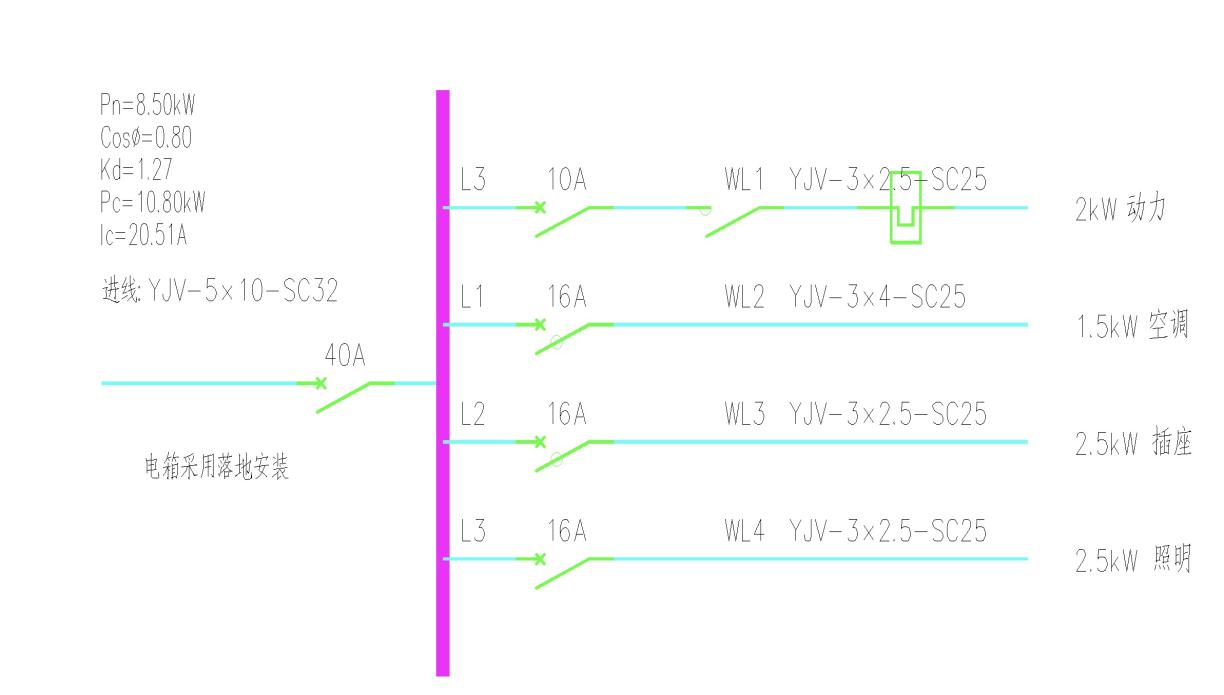 Pn=8.50kW
Cosø=0.80
Kd=1.27
Pc=10.80kW
Ic=20.51A
进线: YJV-5×10-SC32
40A
电箱采用落地安装
L3 10A WL1 YJV-3×2.5-SC25 2kW 动力
L1 16A WL2 YJV-3×4-SC25 1.5kW 空调
L2 16A WL3 YJV-3×2.5-SC25 2.5kW 插座
L3 16A WL4 YJV-3×2.5-SC25 2.5kW 照明